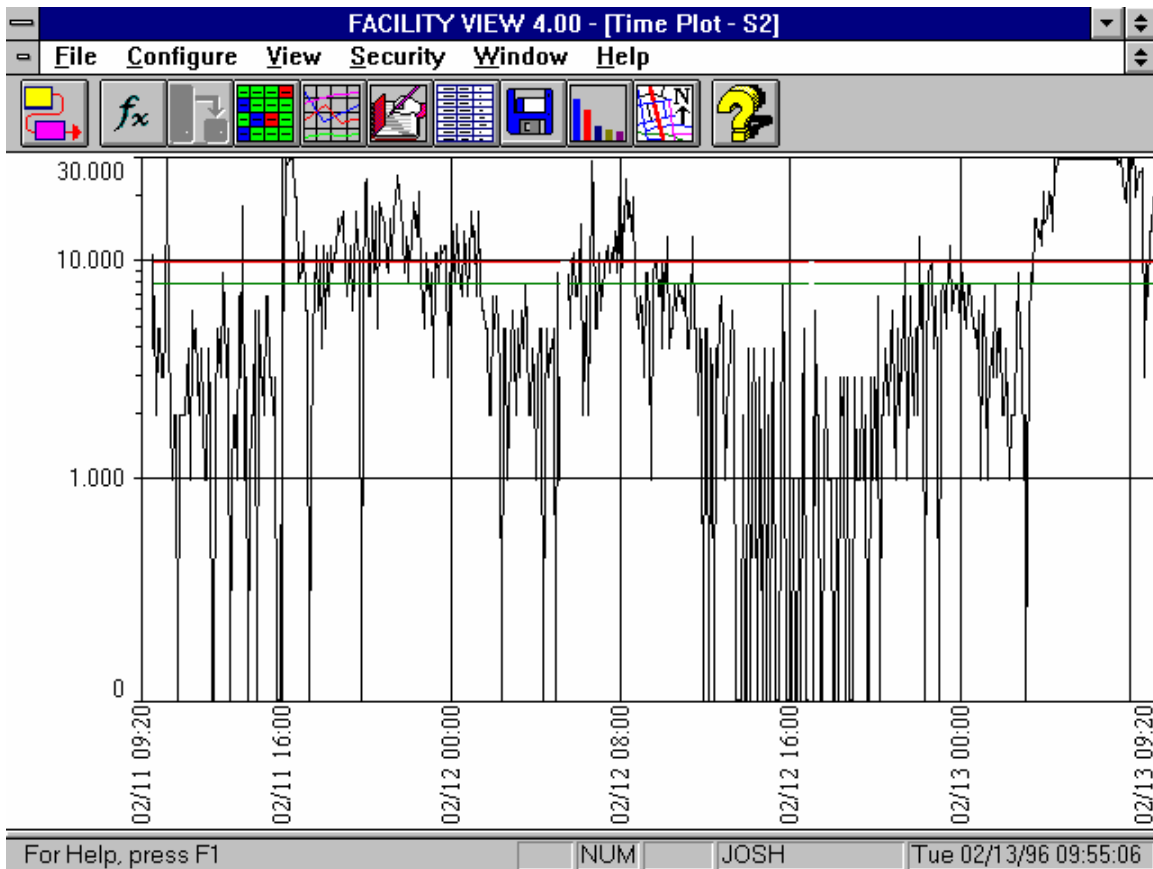 FACILITY VIEW 4.00 - [Time Plot - S2]
File Configure View Security Window Help
fx
N
?
30.000
10.000
1.000
0
02/11 09:20
02/11 16:00
02/12 00:00
02/12 08:00
02/12 16:00
02/13 00:00
02/13 09:20
For Help, press F1 NUM JOSH Tue 02/13/96 09:55:06